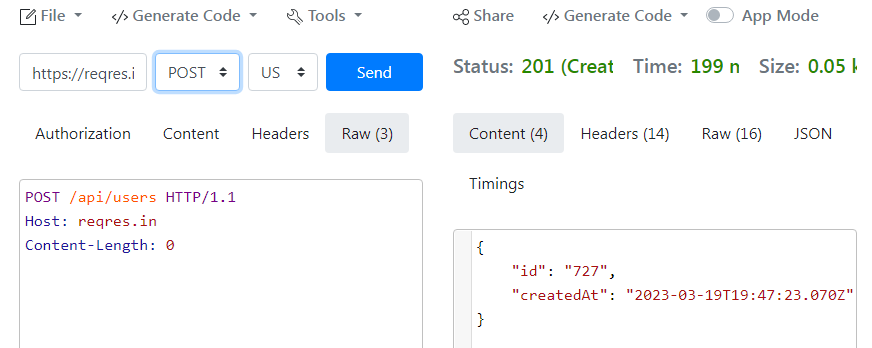 File Generate Code Tools
https://reqres.i POST US Send
Authorization Content Headers Raw (3)
POST /api/users HTTP/1.1
Host: reqres.in
Content-Length: 0
Share Generate Code App Mode
Status: 201 (Creat Time: 199 n Size: 0.05 k
Content (4) Headers (14) Raw (16) JSON
Timings
{
"id": "727",
"createdAt": "2023-03-19T19:47:23.070Z"
}